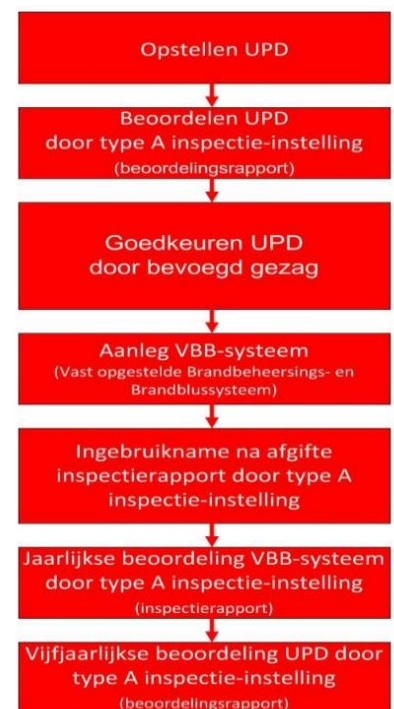 Opstellen UPD
Beoordelen UPD
door type A inspectie-instelling
(beoordelingsrapport)
Goedkeuren UPD
door bevoegd gezag
Aanleg VBB-systeem
(Vast opgestelde Brandbeheersings- en
Brandblussysteem)
Ingebruikname na afgifte
inspectierapport door type A
inspectie-instelling
Jaarlijkse beoordeling VBB-systeem
door type A inspectie-instelling
(inspectierapport)
Vijfjaarlijkse beoordeling UPD door
type A inspectie-instelling
(beoordelingsrapport)